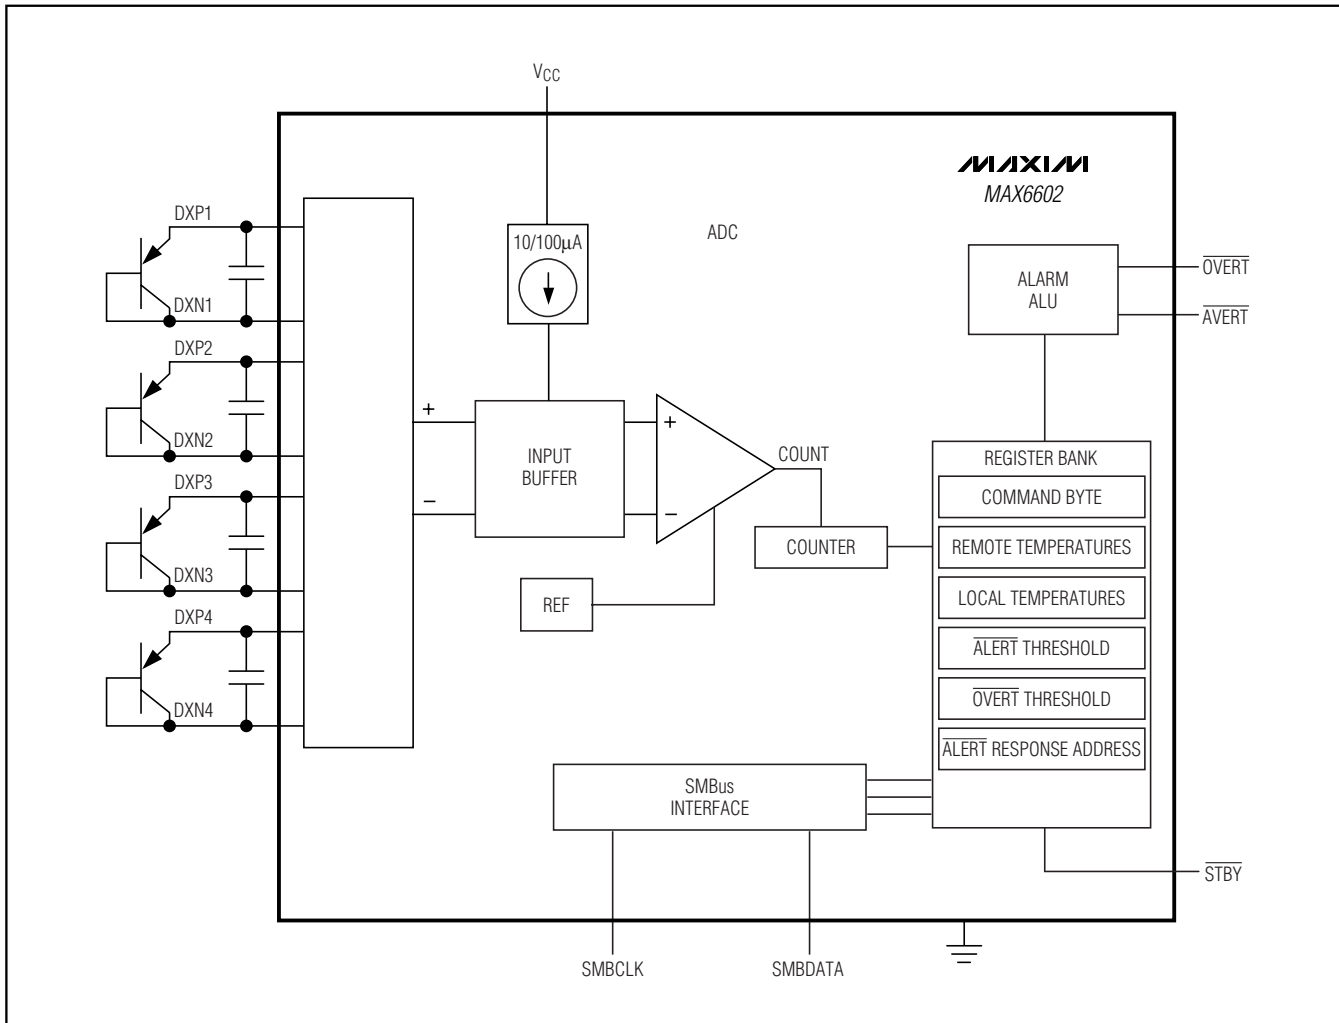 VCC
MAXIM
MAX6602
DXP1
10/100µA
ADC
ALARM
ALU
OVERT
AVERT
DXN1
DXP2
DXN2
+
−
INPUT
BUFFER
+
−
COUNT
COUNTER
REF
DXP3
DXN3
DXP4
DXN4
REGISTER BANK
COMMAND BYTE
REMOTE TEMPERATURES
LOCAL TEMPERATURES
ALERT THRESHOLD
OVERT THRESHOLD
ALERT RESPONSE ADDRESS
SMBus
INTERFACE
STBY
SMBCLK
SMBDATA